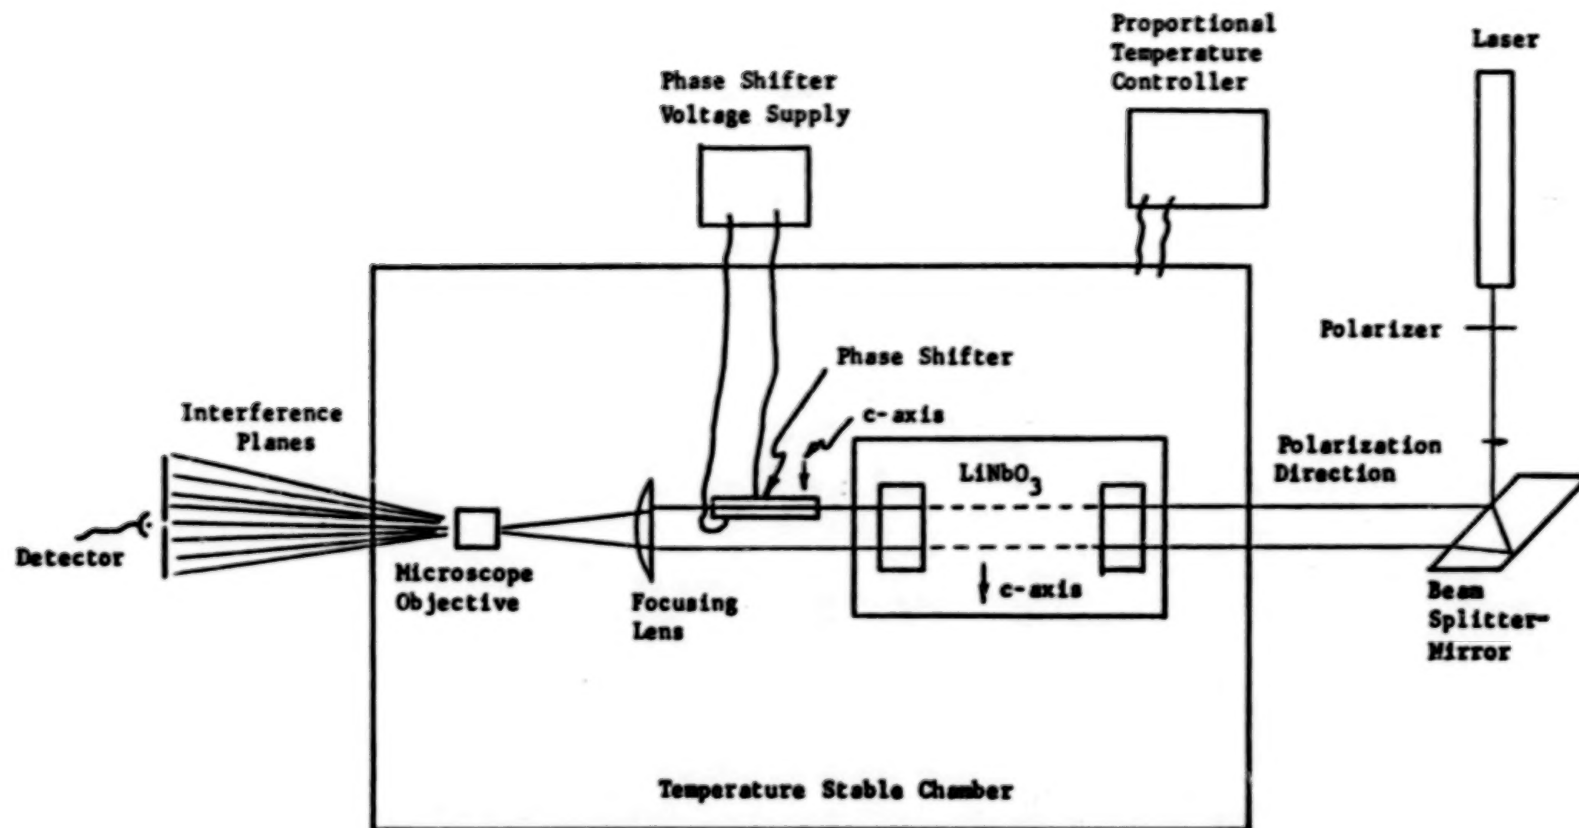 Proportional
Temperature
Controller
Laser
Phase Shifter
Voltage Supply
Polarizer
Phase Shifter
c-axis
Interference
Planes
LiNbO3
Polarization
Direction
Detector
Microscope
Objective
Focusing
Lens
c-axis
Beam
Splitter-
Mirror
Temperature Stable Chamber